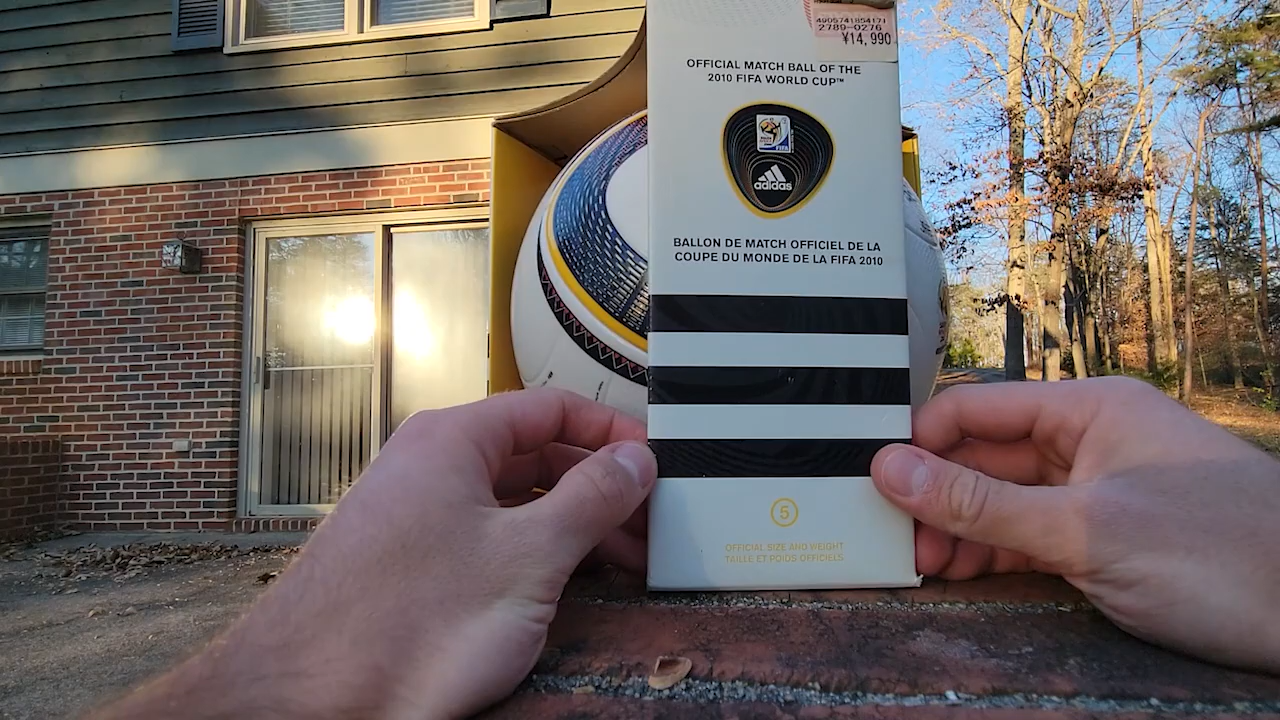 4905741854171
2789-0276
¥14,990
OFFICIAL MATCH BALL OF THE
2010 FIFA WORLD CUP™
FIFA
adidas
BALLON DE MATCH OFFICIEL DE LA
COUPE DU MONDE DE LA FIFA 2010
5
OFFICIAL SIZE AND WEIGHT
TAILLE ET POIDS OFFICIELS